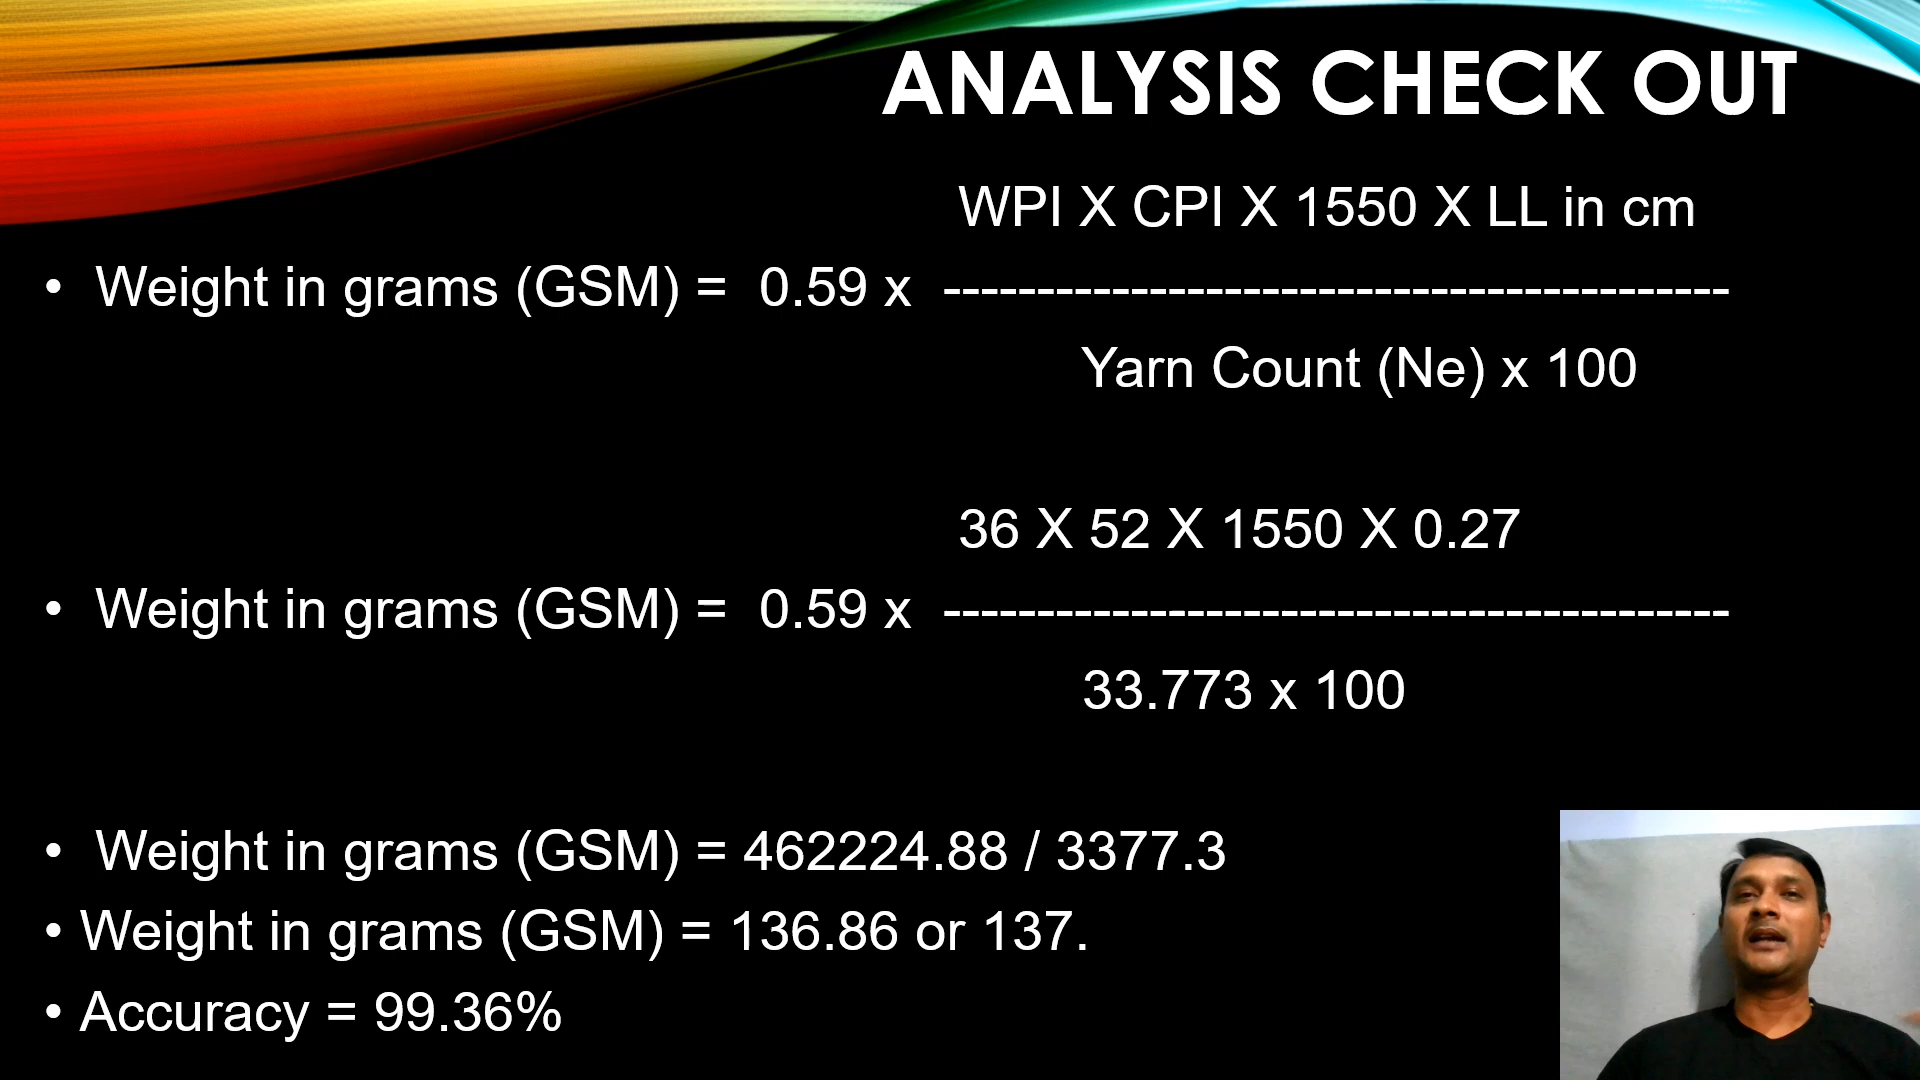 ANALYSIS CHECK OUT
WPI X CPI X 1550 X LL in cm
• Weight in grams (GSM) = 0.59 x ------------------------------------------
Yarn Count (Ne) x 100
36 X 52 X 1550 X 0.27
• Weight in grams (GSM) = 0.59 x ------------------------------------------
33.773 x 100
• Weight in grams (GSM) = 462224.88 / 3377.3
• Weight in grams (GSM) = 136.86 or 137.
• Accuracy = 99.36%